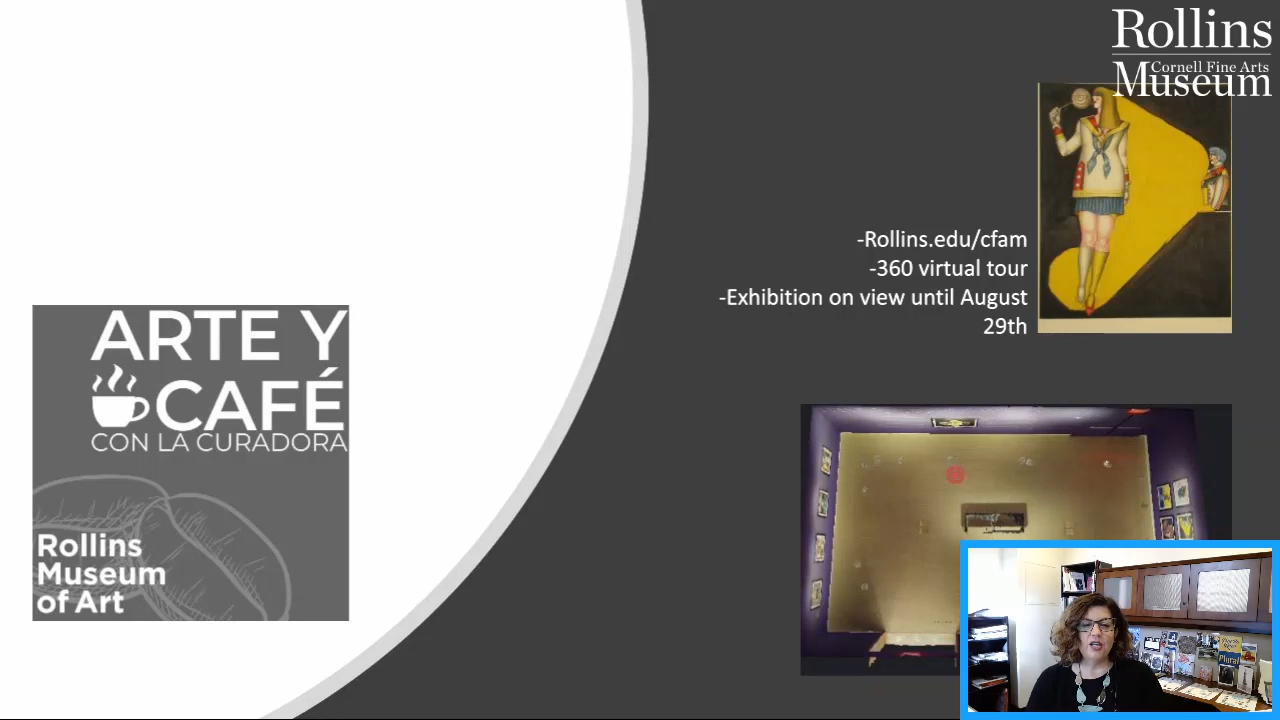 Rollins
Cornell Fine Arts
Museum
-Rollins.edu/cfam
-360 virtual tour
-Exhibition on view until August
29th
ARTE Y
CAFÉ
CON LA CURADORA
Rollins
Museum
of Art
Plural